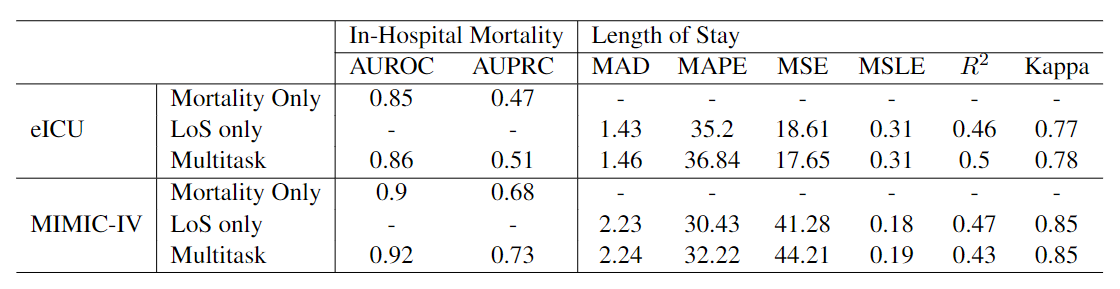 In-Hospital Mortality Length of Stay
AUROC AUPRC MAD MAPE MSE MSLE R² Kappa
Mortality Only 0.85 0.47 - - - - - -
eICU LoS only - - 1.43 35.2 18.61 0.31 0.46 0.77
Multitask 0.86 0.51 1.46 36.84 17.65 0.31 0.5 0.78
Mortality Only 0.9 0.68 - - - - - -
MIMIC-IV LoS only - - 2.23 30.43 41.28 0.18 0.47 0.85
Multitask 0.92 0.73 2.24 32.22 44.21 0.19 0.43 0.85